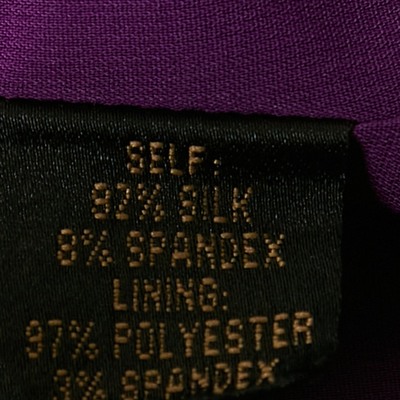 SELF:
92% SILK
8% SPANDEX
LINING:
97% POLYESTER
3% SPANDEX